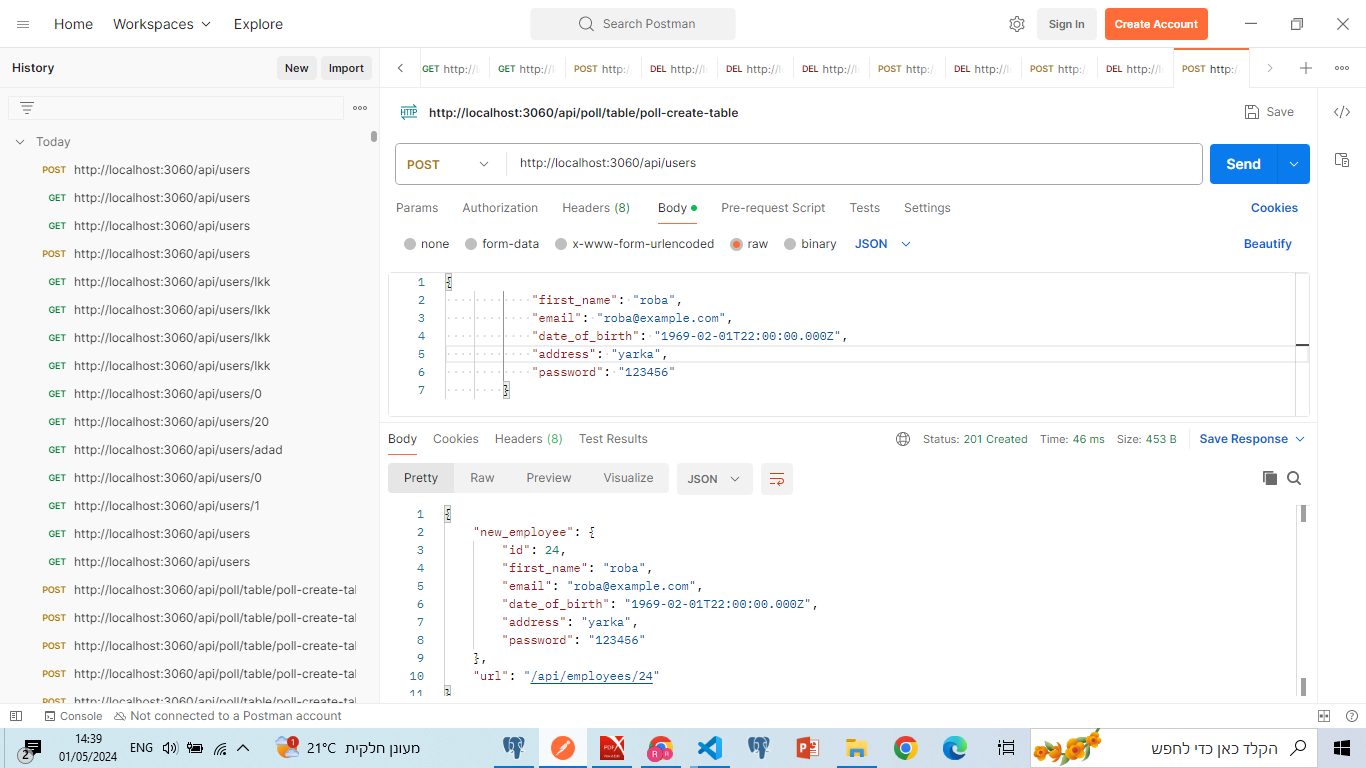 Home
Workspaces
Explore
Search Postman
Sign In
Create Account
History
New
Import
GET http://l
GET http://l
POST http:/
DEL http://l
DEL http://l
DEL http://l
POST http:/
DEL http://l
POST http:/
DEL http://l
POST http:/
HTTP http://localhost:3060/api/poll/table/poll-create-table
Save
Today
POST http://localhost:3060/api/users
GET http://localhost:3060/api/users
GET http://localhost:3060/api/users
POST http://localhost:3060/api/users
GET http://localhost:3060/api/users/lkk
GET http://localhost:3060/api/users/lkk
GET http://localhost:3060/api/users/lkk
GET http://localhost:3060/api/users/lkk
GET http://localhost:3060/api/users/0
GET http://localhost:3060/api/users/20
GET http://localhost:3060/api/users/adad
GET http://localhost:3060/api/users/0
GET http://localhost:3060/api/users/1
GET http://localhost:3060/api/users
GET http://localhost:3060/api/users
POST http://localhost:3060/api/poll/table/poll-create-tal
POST http://localhost:3060/api/poll/table/poll-create-tal
POST http://localhost:3060/api/poll/table/poll-create-tal
POST http://localhost:3060/api/poll/table/poll-create-tal
POST http://localhost:3060/api/poll/table/poll-create-tal
POST http://localhost:3060/api/users
Send
Params Authorization Headers (8) Body Pre-request Script Tests Settings Cookies
none form-data x-www-form-urlencoded raw binary JSON Beautify
1 {
2 "first_name": "roba",
3 "email": "roba@example.com",
4 "date_of_birth": "1969-02-01T22:00:00.000Z",
5 "address": "yarka",
6 "password": "123456"
7 }
Body Cookies Headers (8) Test Results Status: 201 Created Time: 46 ms Size: 453 B Save Response
Pretty Raw Preview Visualize JSON
1 {
2 "new_employee": {
3 "id": 24,
4 "first_name": "roba",
5 "email": "roba@example.com",
6 "date_of_birth": "1969-02-01T22:00:00.000Z",
7 "address": "yarka",
8 "password": "123456"
9 },
10 "url": "/api/employees/24"
11 }
Console Not connected to a Postman account
2
14:39
01/05/2024
ENG
1
21°C מעונן חלקית
הקלד כאן כדי לחפש